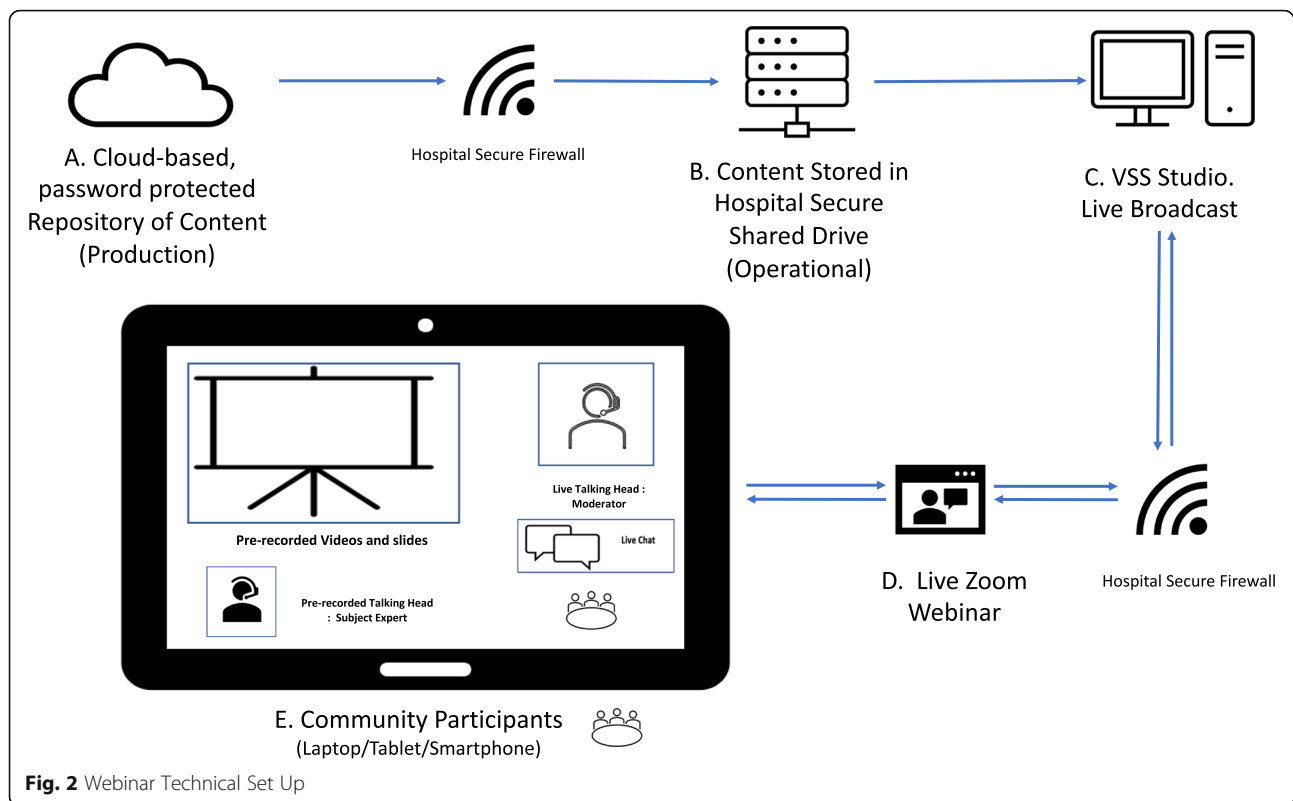 A. Cloud-based,
password protected
Repository of Content
(Production)
Hospital Secure Firewall
B. Content Stored in
Hospital Secure
Shared Drive
(Operational)
C. VSS Studio.
Live Broadcast
Pre-recorded Videos and slides
Live Talking Head :
Moderator
Live Chat
Pre-recorded Talking Head
: Subject Expert
D. Live Zoom
Webinar
Hospital Secure Firewall
E. Community Participants
(Laptop/Tablet/Smartphone)
Fig. 2 Webinar Technical Set Up